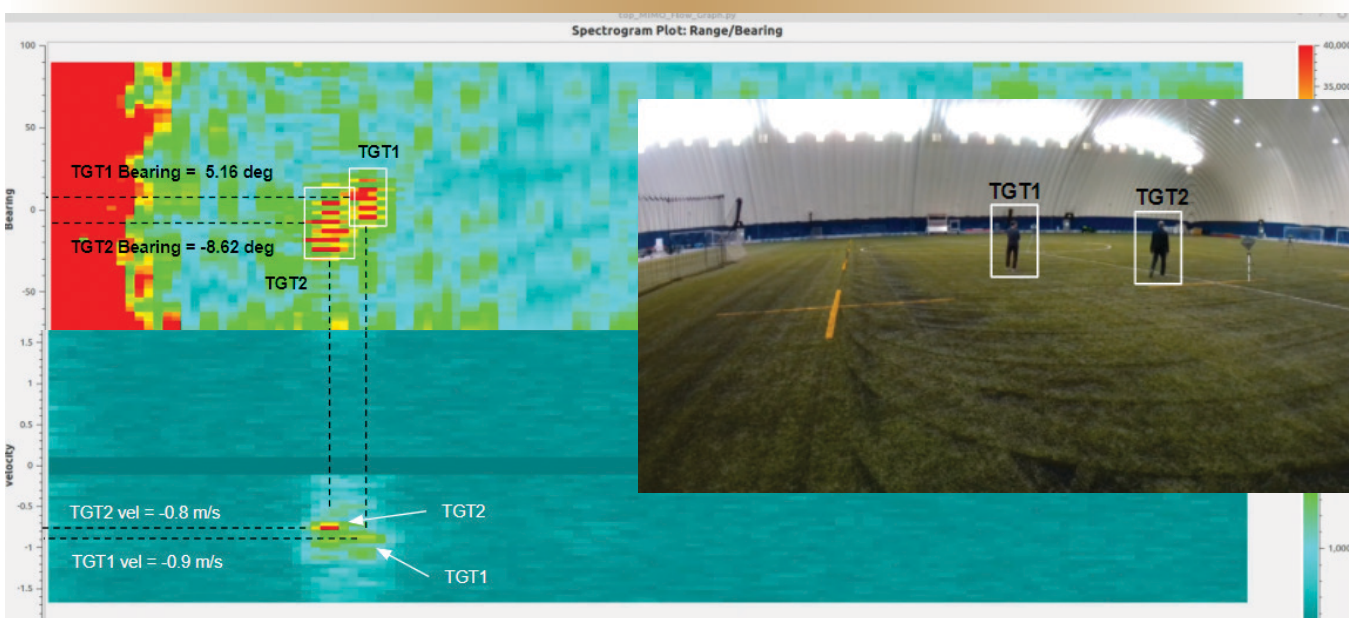 top_MIMO_Flow_Graph.py
Spectrogram Plot: Range/Bearing
100
50
0
-50
Bearing
TGT1
TGT1 Bearing = 5.16 deg
TGT2 Bearing = -8.62 deg
TGT2
40,000
35,000
TGT1
TGT2
1.5
1
0.5
0
-0.5
-1
-1.5
velocity
TGT2 vel = -0.8 m/s
TGT2
TGT1 vel = -0.9 m/s
TGT1
1,000